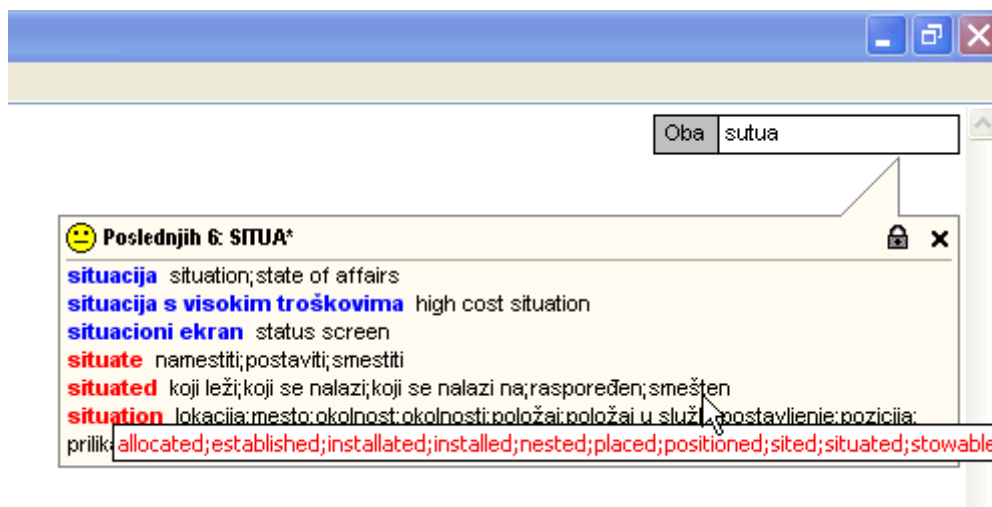 Oba sutua
Poslednjih 6: SITUA*
situacija situation;state of affairs
situacija s visokim troškovima high cost situation
situacioni ekran status screen
situate namestiti;postaviti;smestiti
situated koji leži;koji se nalazi;koji se nalazi na;raspoređen;smešten
situation lokacija;mesto;okolnost;okolnosti;položaj;položaj u službi;postavljenje;pozicija;
allocated;established;installated;installed;nested;placed;positioned;sited;situated;stowable